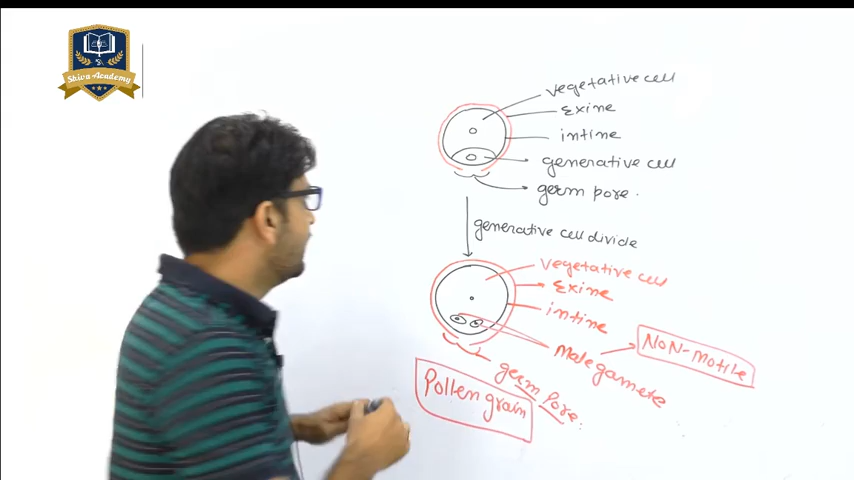 Shiva Academy
vegetative cell
Exine
intine
generative cell
germ pore.
generative cell divide
vegetative cell
Exine
intine
Male gamete
NoN-motile
germ Pore.
Pollen grain